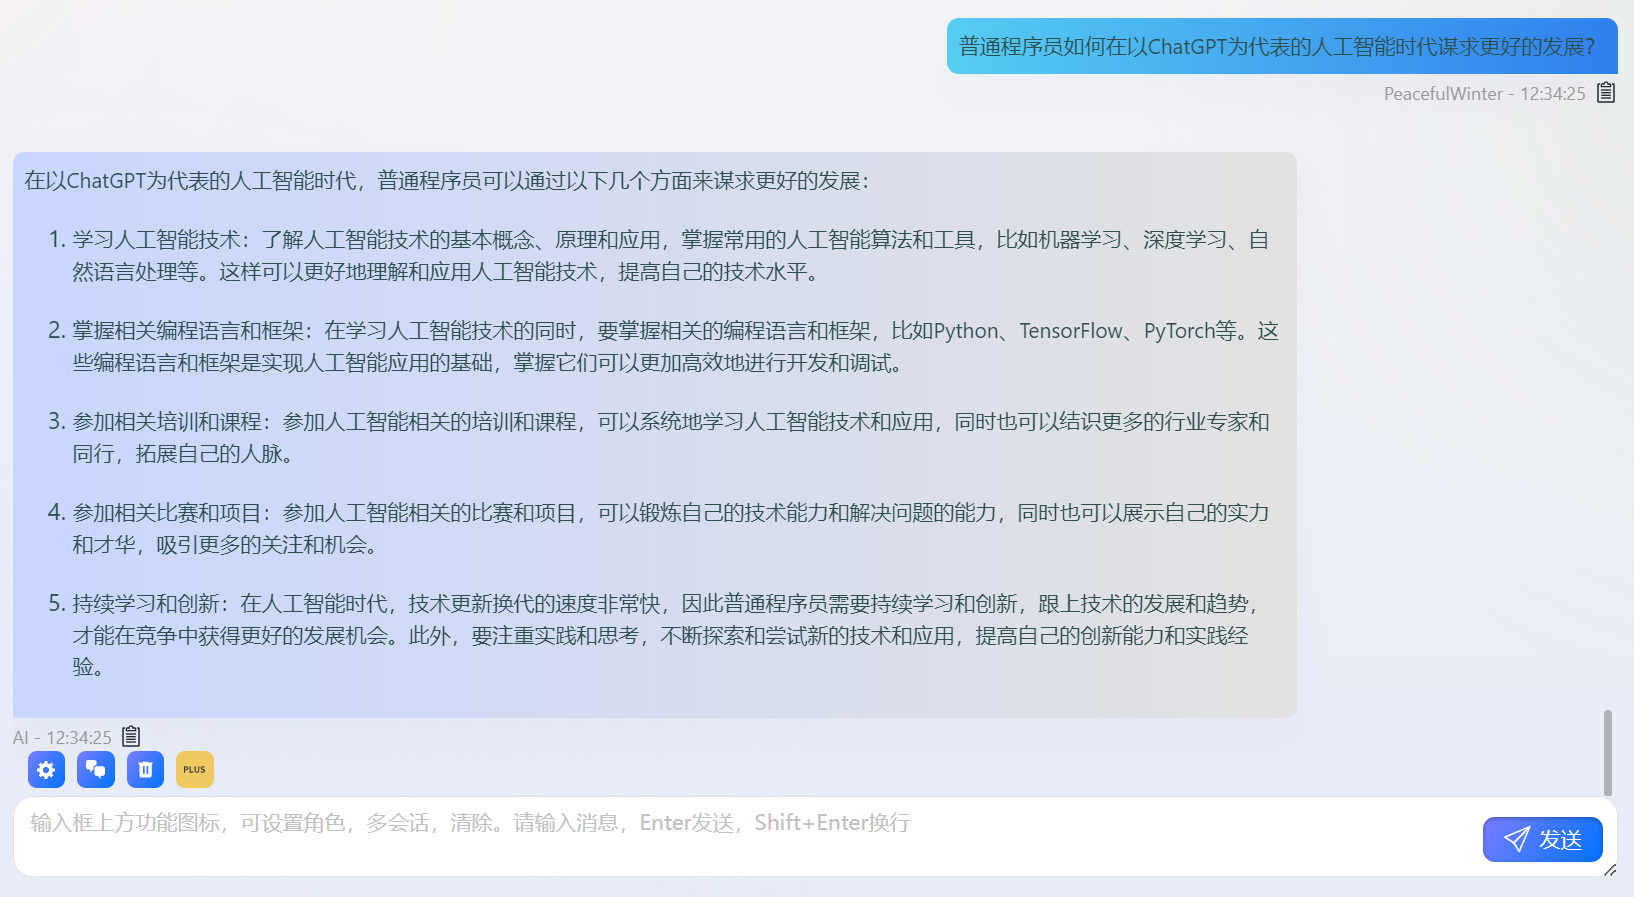 普通程序员如何在以ChatGPT为代表的人工智能时代谋求更好的发展？
PeacefulWinter - 12:34:25
在以ChatGPT为代表的人工智能时代，普通程序员可以通过以下几个方面来谋求更好的发展：
1. 学习人工智能技术：了解人工智能技术的基本概念、原理和应用，掌握常用的人工智能算法和工具，比如机器学习、深度学习、自
然语言处理等。这样可以更好地理解和应用人工智能技术，提高自己的技术水平。
2. 掌握相关编程语言和框架：在学习人工智能技术的同时，要掌握相关的编程语言和框架，比如Python、TensorFlow、PyTorch等。这
些编程语言和框架是实现人工智能应用的基础，掌握它们可以更加高效地进行开发和调试。
3. 参加相关培训和课程：参加人工智能相关的培训和课程，可以系统地学习人工智能技术和应用，同时也可以结识更多的行业专家和
同行，拓展自己的人脉。
4. 参加相关比赛和项目：参加人工智能相关的比赛和项目，可以锻炼自己的技术能力和解决问题的能力，同时也可以展示自己的实力
和才华，吸引更多的关注和机会。
5. 持续学习和创新：在人工智能时代，技术更新换代的速度非常快，因此普通程序员需要持续学习和创新，跟上技术的发展和趋势，
才能在竞争中获得更好的发展机会。此外，要注重实践和思考，不断探索和尝试新的技术和应用，提高自己的创新能力和实践经
验。
AI - 12:34:25
PLUS
输入框上方功能图标，可设置角色，多会话，清除。请输入消息，Enter发送，Shift+Enter换行
发送